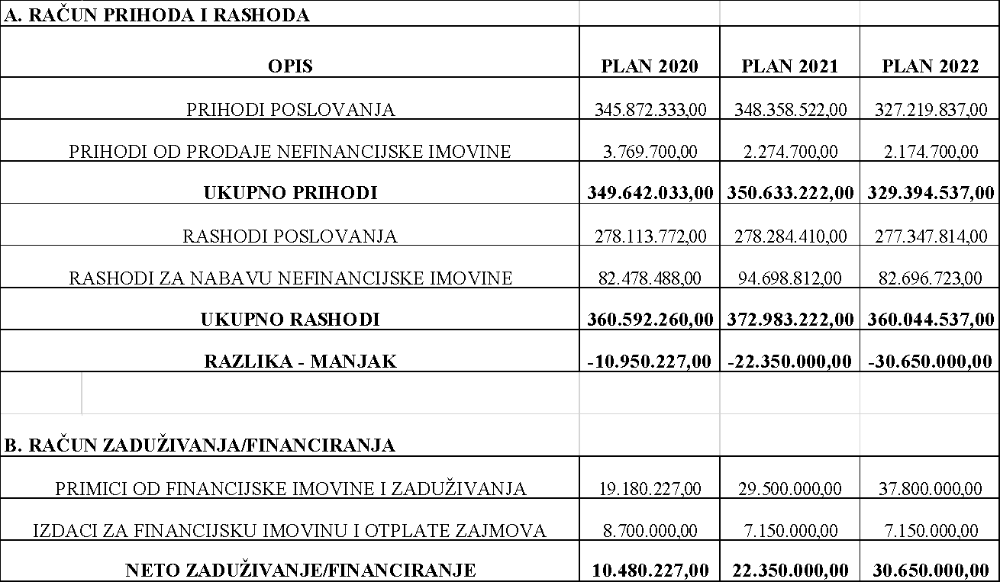 A. RAČUN PRIHODA I RASHODA
OPIS PLAN 2020 PLAN 2021 PLAN 2022
PRIHODI POSLOVANJA 345.872.333,00 348.358.522,00 327.219.837,00
PRIHODI OD PRODAJE NEFINANCIJSKE IMOVINE 3.769.700,00 2.274.700,00 2.174.700,00
UKUPNO PRIHODI 349.642.033,00 350.633.222,00 329.394.537,00
RASHODI POSLOVANJA 278.113.772,00 278.284.410,00 277.347.814,00
RASHODI ZA NABAVU NEFINANCIJSKE IMOVINE 82.478.488,00 94.698.812,00 82.696.723,00
UKUPNO RASHODI 360.592.260,00 372.983.222,00 360.044.537,00
RAZLIKA - MANJAK -10.950.227,00 -22.350.000,00 -30.650.000,00
B. RAČUN ZADUŽIVANJA/FINANCIRANJA
PRIMICI OD FINANCIJSKE IMOVINE I ZADUŽIVANJA 19.180.227,00 29.500.000,00 37.800.000,00
IZDACI ZA FINANCIJSKU IMOVINU I OTPLATE ZAJMOVA 8.700.000,00 7.150.000,00 7.150.000,00
NETO ZADUŽIVANJE/FINANCIRANJE 10.480.227,00 22.350.000,00 30.650.000,00